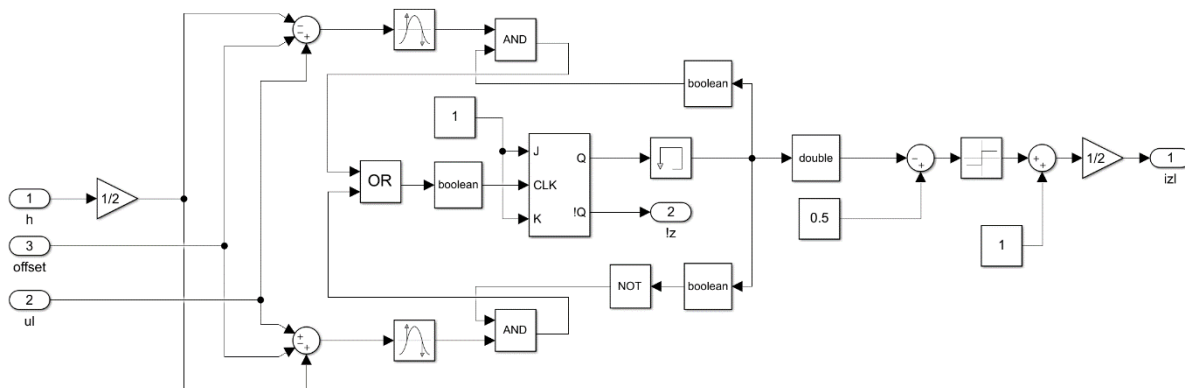 AND
boolean
1
J
Q
CLK
K
!Q
OR
boolean
double
1/2
1
izl
1
h
1/2
3
offset
2
ul
2
!z
0.5
1
NOT
boolean
AND